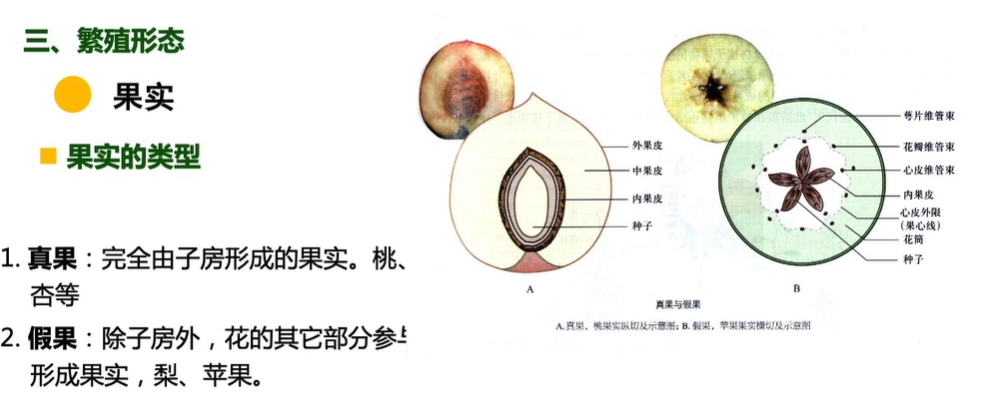 三、繁殖形态
果实
果实的类型
1. 真果：完全由子房形成的果实。桃、
杏等
2. 假果：除子房外，花的其它部分参与
形成果实，梨、苹果。
外果皮
中果皮
内果皮
种子
A
萼片维管束
花瓣维管束
心皮维管束
内果皮
心皮外限
(果心线)
花筒
种子
B
真果与假果
A.真果，桃果实纵切及示意图；B.假果，苹果果实横切及示意图